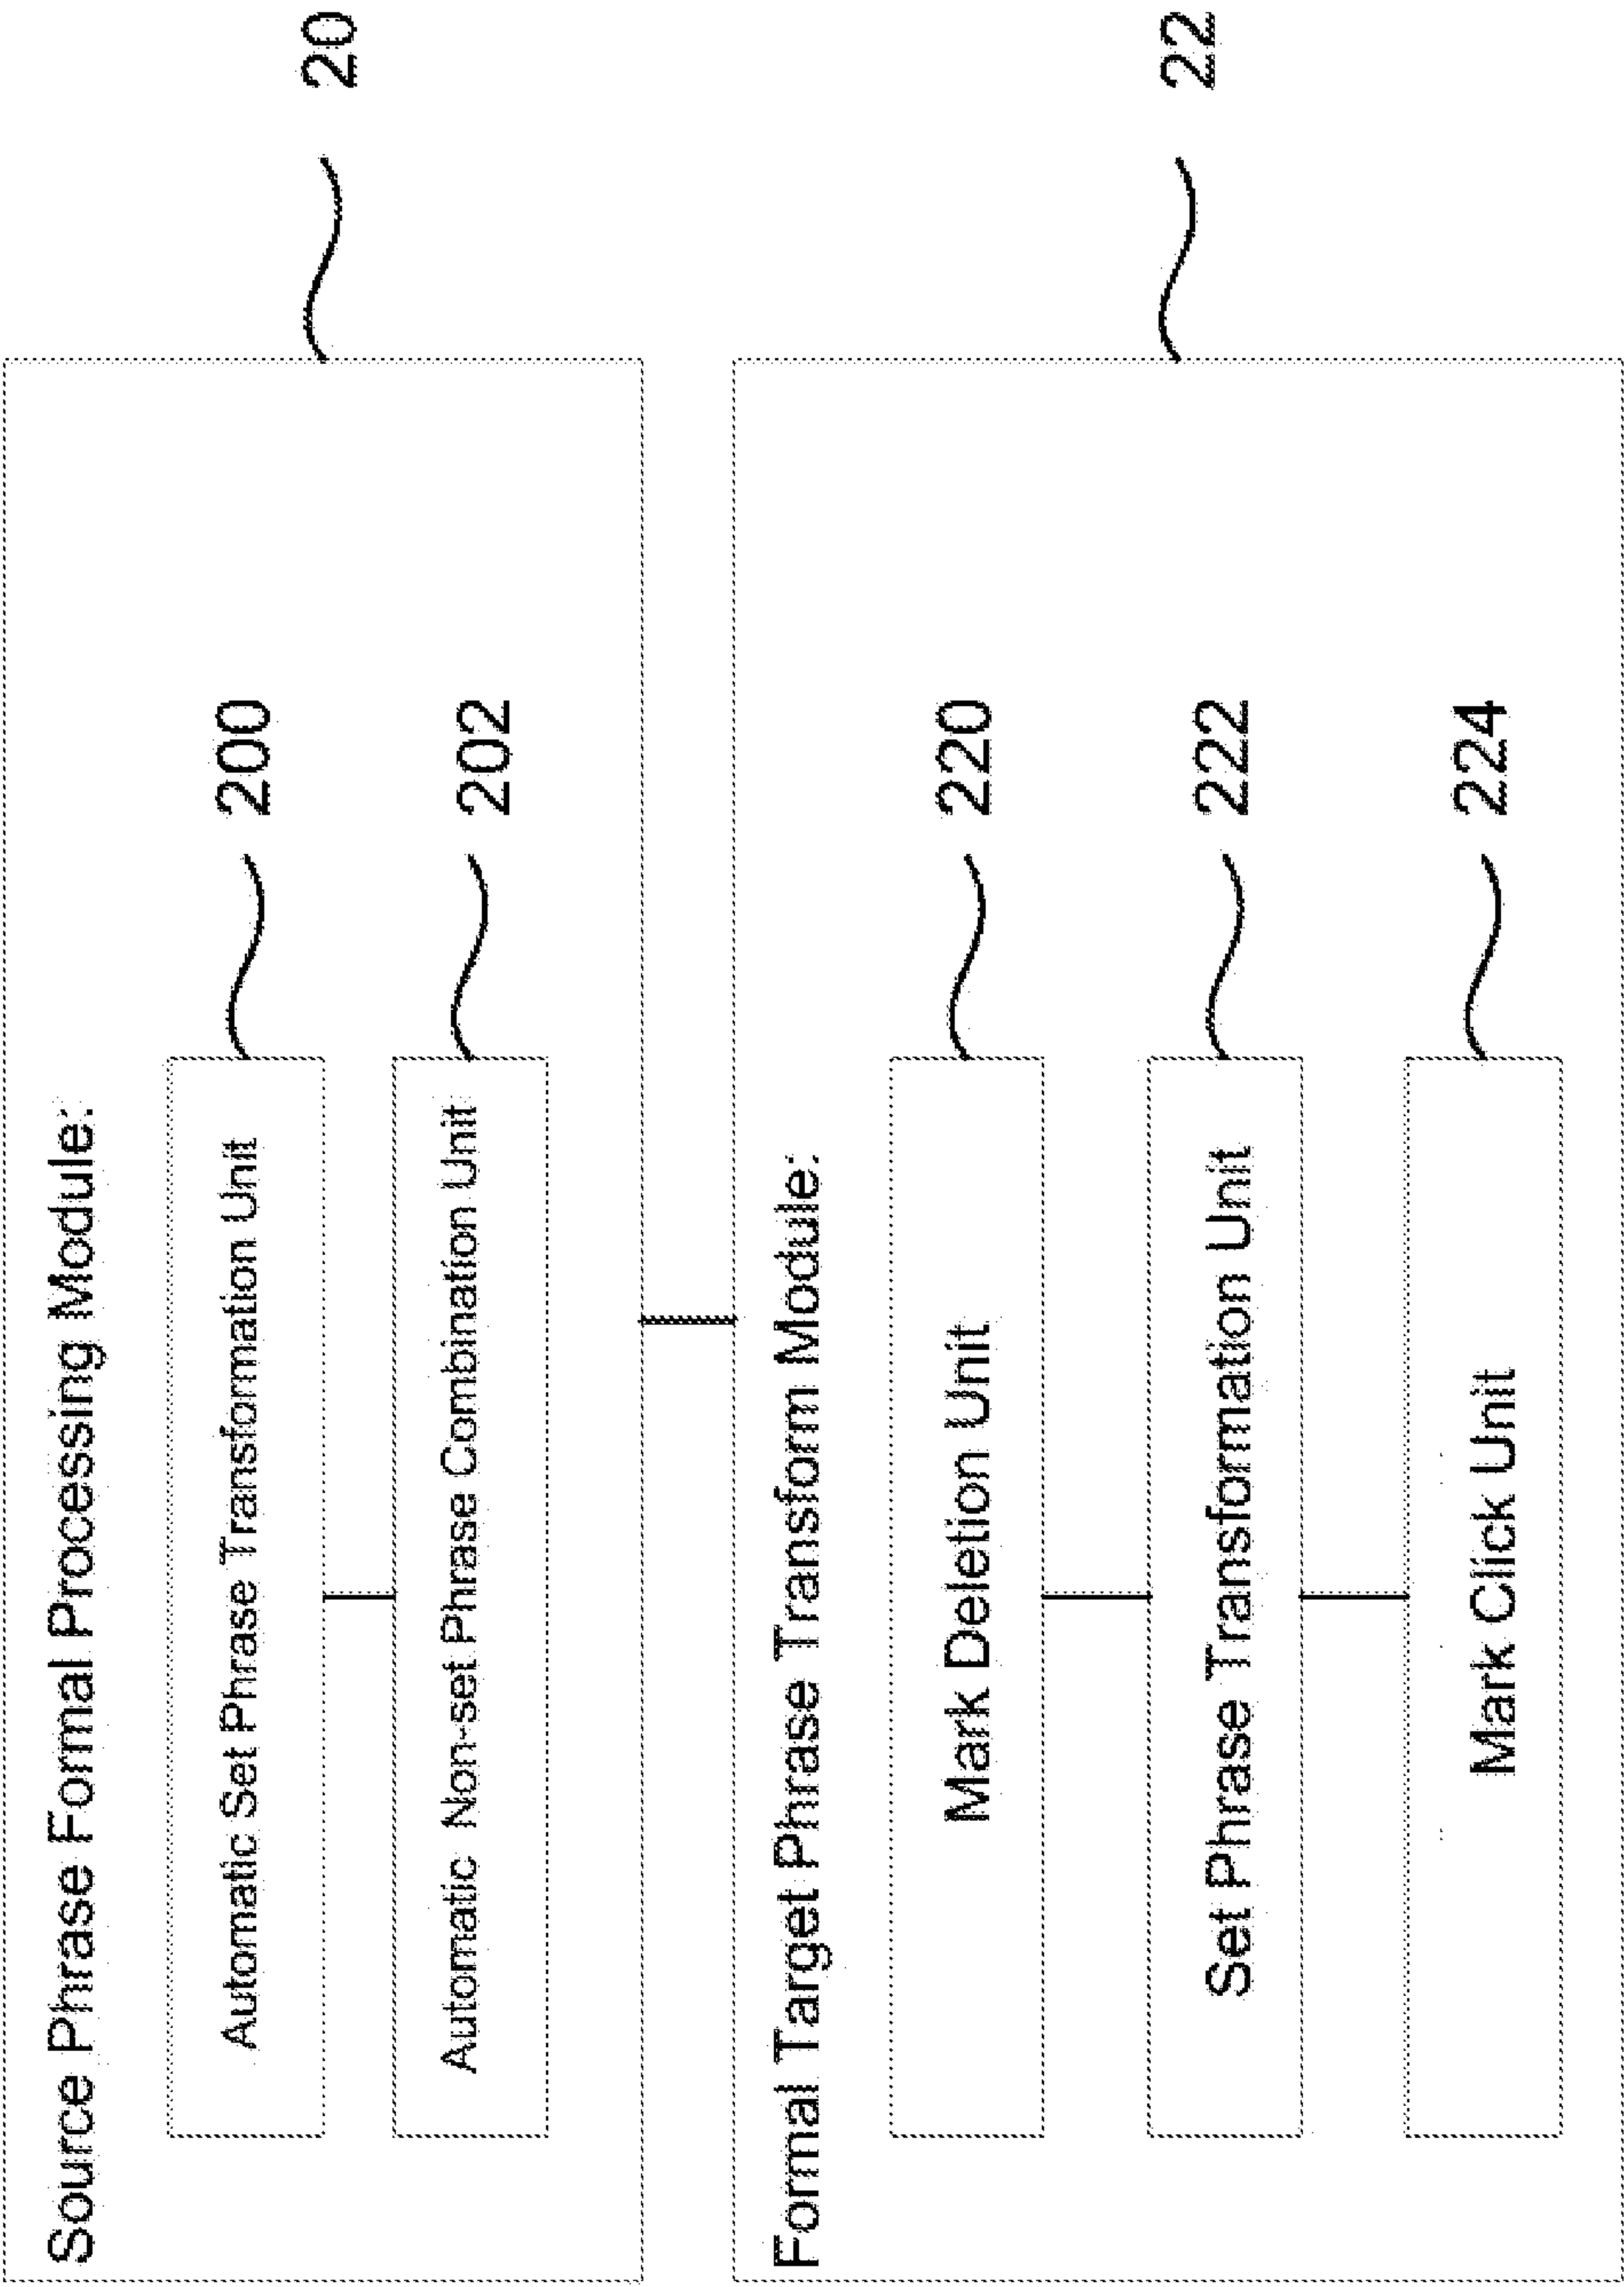 Source Phrase Formal Processing Module:
20
Automatic Set Phrase Transformation Unit
200
Automatic Non-set Phrase Combination Unit
202
Formal Target Phrase Transform Module:
22
Mark Deletion Unit
220
Set Phrase Transformation Unit
222
Mark Click Unit
224